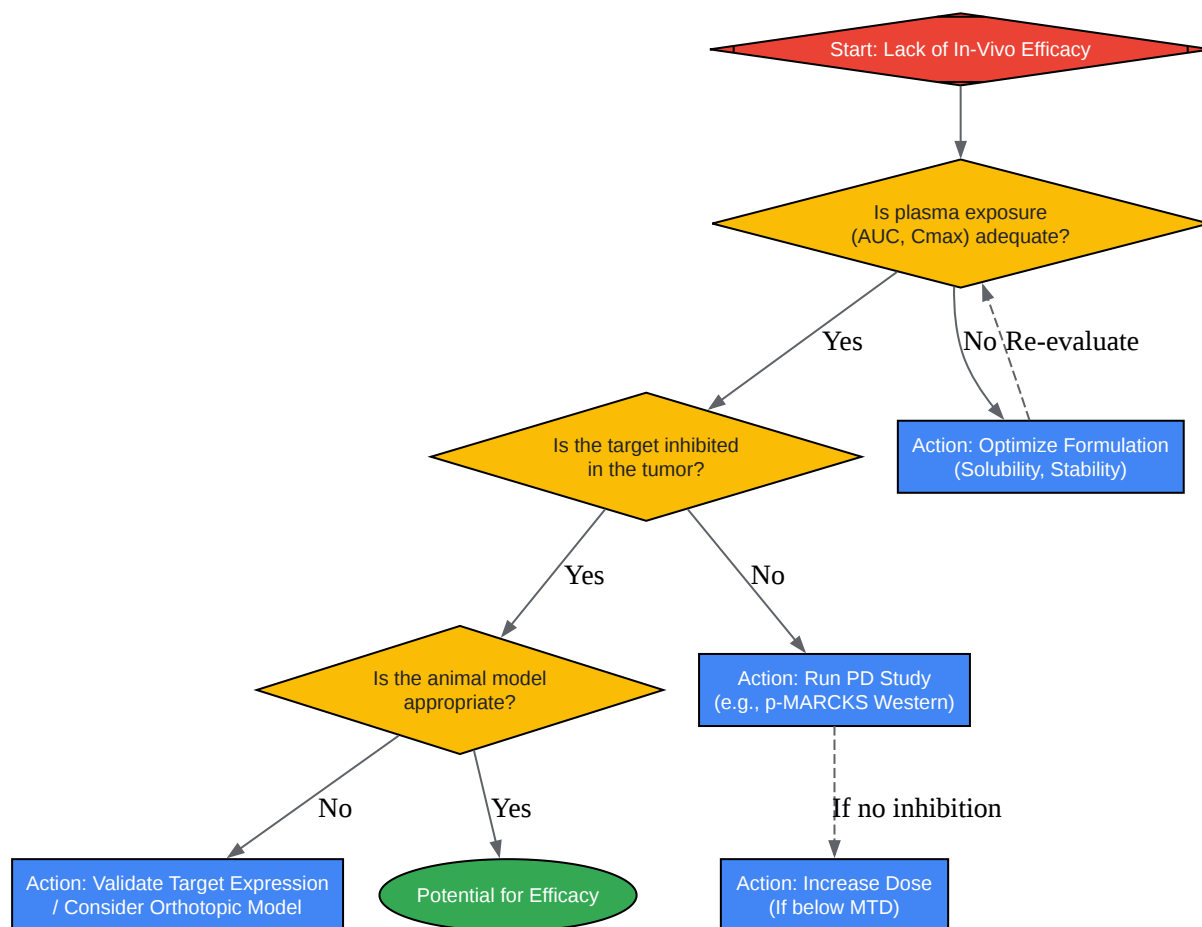 Start: Lack of In-Vivo Efficacy
Is plasma exposure
(AUC, Cmax) adequate?
Yes
No
Re-evaluate
Is the target inhibited
in the tumor?
Action: Optimize Formulation
(Solubility, Stability)
Yes
No
Is the animal model
appropriate?
Action: Run PD Study
(e.g., p-MARCKS Western)
No
Yes
If no inhibition
Action: Validate Target Expression
/ Consider Orthotopic Model
Potential for Efficacy
Action: Increase Dose
(If below MTD)